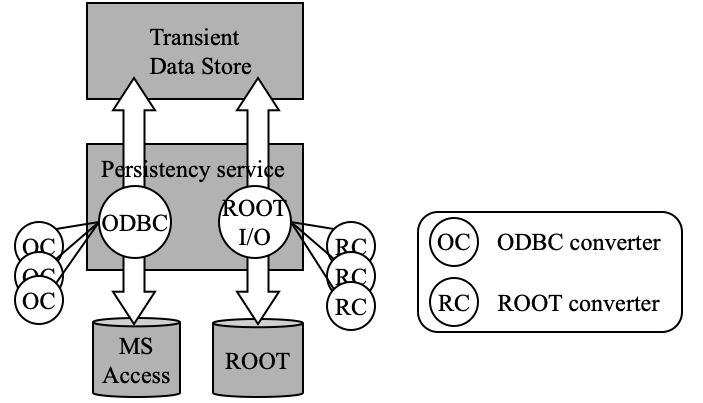 Transient
Data Store
Persistency service
ODBC
ROOT
I/O
OC
OC
OC
RC
RC
RC
MS
Access
ROOT
OC ODBC converter
RC ROOT converter